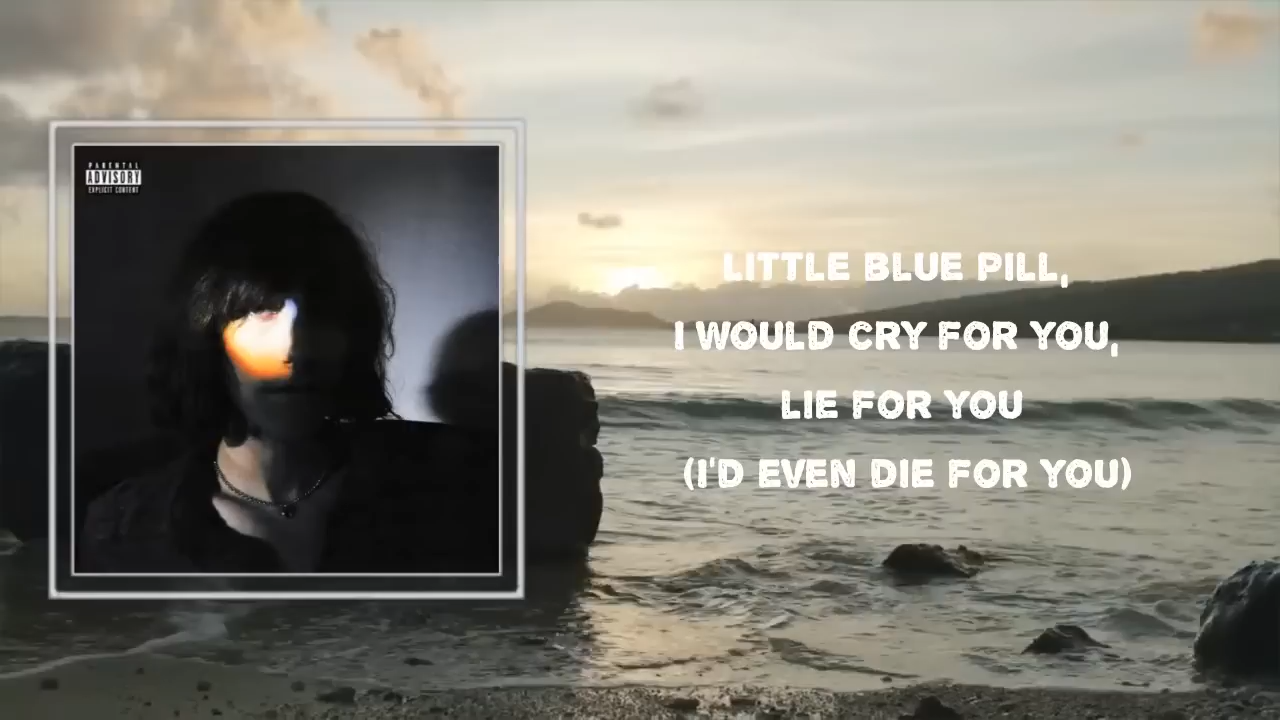 PARENTAL
ADVISORY
EXPLICIT CONTENT
LITTLE BLUE PILL,
I WOULD CRY FOR YOU,
LIE FOR YOU
(I'D EVEN DIE FOR YOU)